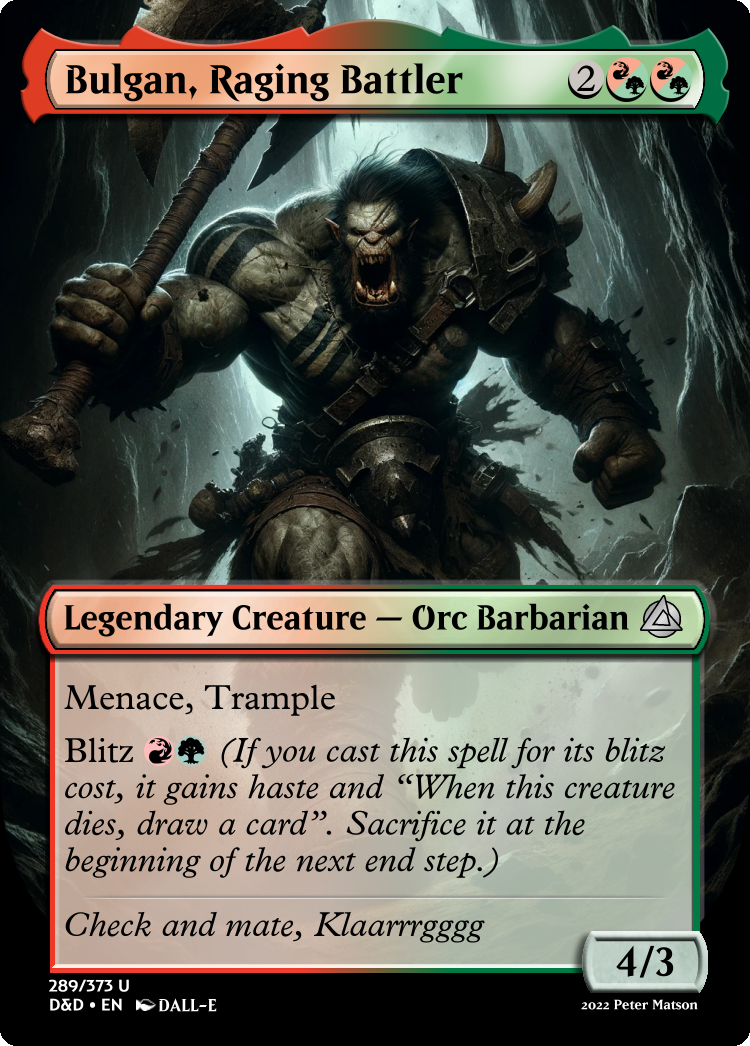 Bulgan, Raging Battler 2
Legendary Creature — Orc Barbarian
Menace, Trample
Blitz (If you cast this spell for its blitz
cost, it gains haste and “When this creature
dies, draw a card”. Sacrifice it at the
beginning of the next end step.)
Check and mate, Klaarrrgggg
4/3
289/373 U
D&D • EN DALL-E
2022 Peter Matson